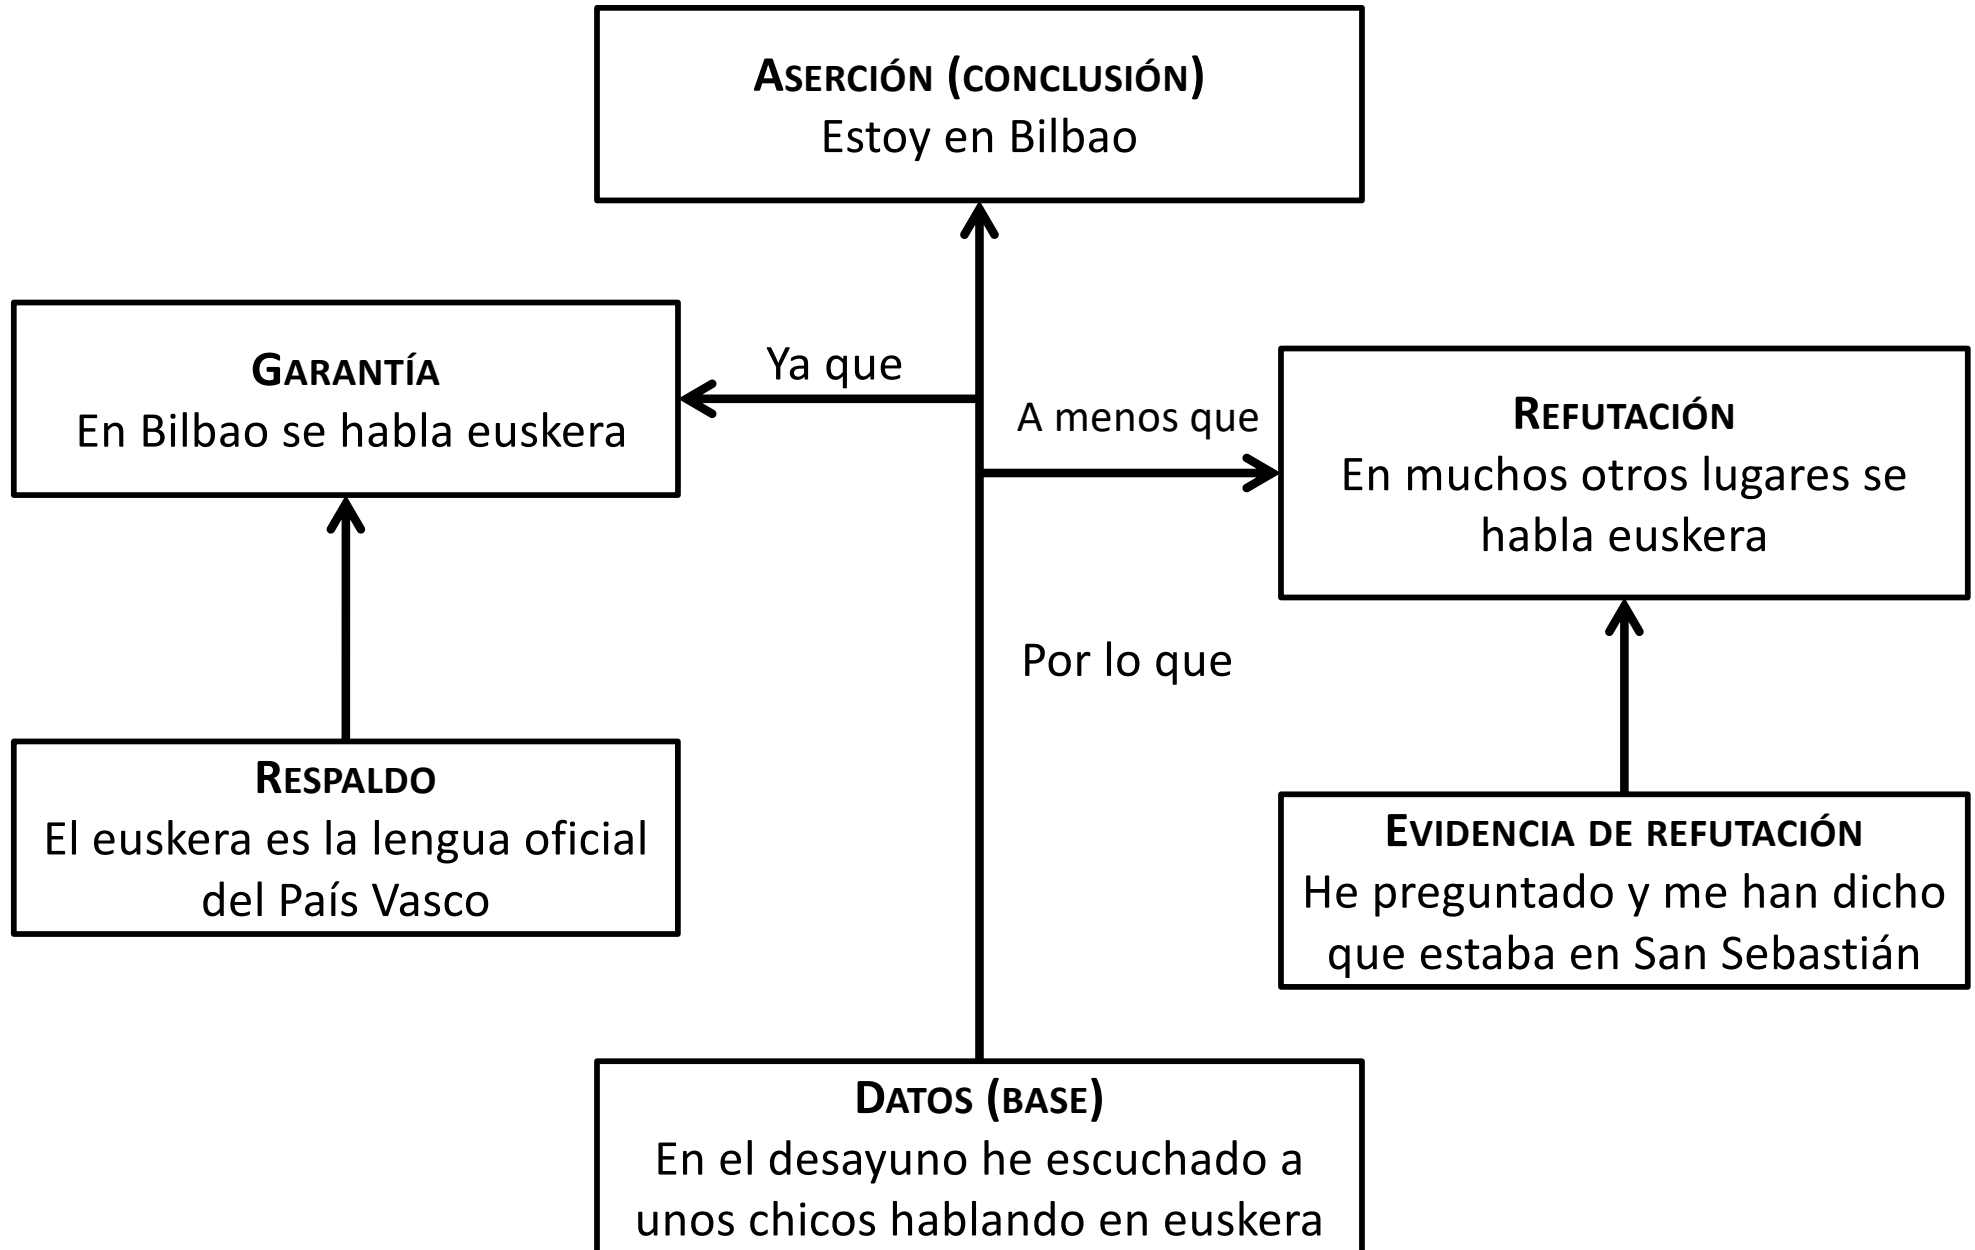 ASERCIÓN (CONCLUSIÓN)
Estoy en Bilbao
GARANTÍA
En Bilbao se habla euskera
Ya que
A menos que
REFUTACIÓN
En muchos otros lugares se
habla euskera
Por lo que
RESPALDO
El euskera es la lengua oficial
del País Vasco
EVIDENCIA DE REFUTACIÓN
He preguntado y me han dicho
que estaba en San Sebastián
DATOS (BASE)
En el desayuno he escuchado a
unos chicos hablando en euskera